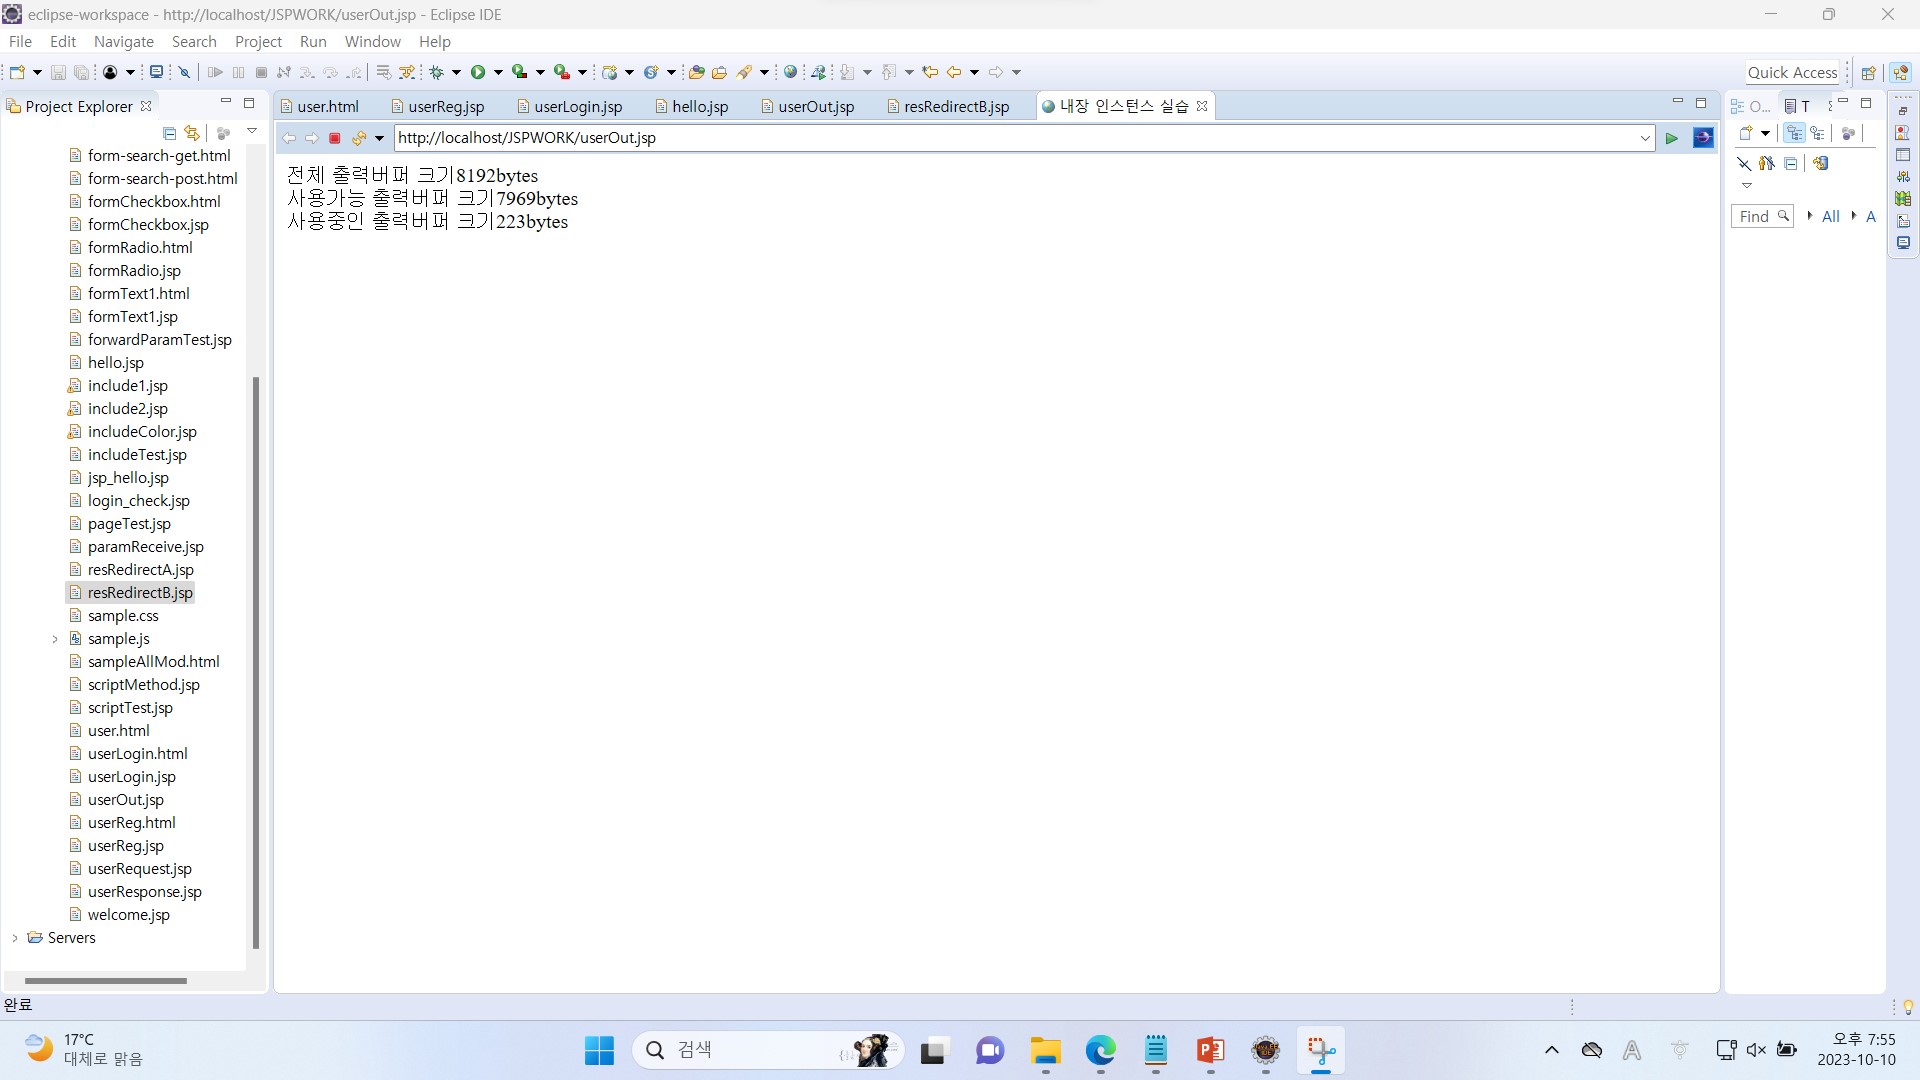 eclipse-workspace - http://localhost/JSPWORK/userOut.jsp - Eclipse IDE
File Edit Navigate Search Project Run Window Help
Quick Access
Project Explorer
user.html userReg.jsp userLogin.jsp hello.jsp userOut.jsp resRedirectB.jsp 내장 인스턴스 실습
O... T
http://localhost/JSPWORK/userOut.jsp
전체 출력버퍼 크기8192bytes
사용가능 출력버퍼 크기7969bytes
사용중인 출력버퍼 크기223bytes
Find All A
form-search-get.html
form-search-post.html
formCheckbox.html
formCheckbox.jsp
formRadio.html
formRadio.jsp
formText1.html
formText1.jsp
forwardParamTest.jsp
hello.jsp
include1.jsp
include2.jsp
includeColor.jsp
includeTest.jsp
jsp_hello.jsp
login_check.jsp
pageTest.jsp
paramReceive.jsp
resRedirectA.jsp
resRedirectB.jsp
sample.css
sample.js
sampleAllMod.html
scriptMethod.jsp
scriptTest.jsp
user.html
userLogin.html
userLogin.jsp
userOut.jsp
userReg.html
userReg.jsp
userRequest.jsp
userResponse.jsp
welcome.jsp
Servers
완료
17°C
대체로 맑음
검색
A
오후 7:55
2023-10-10